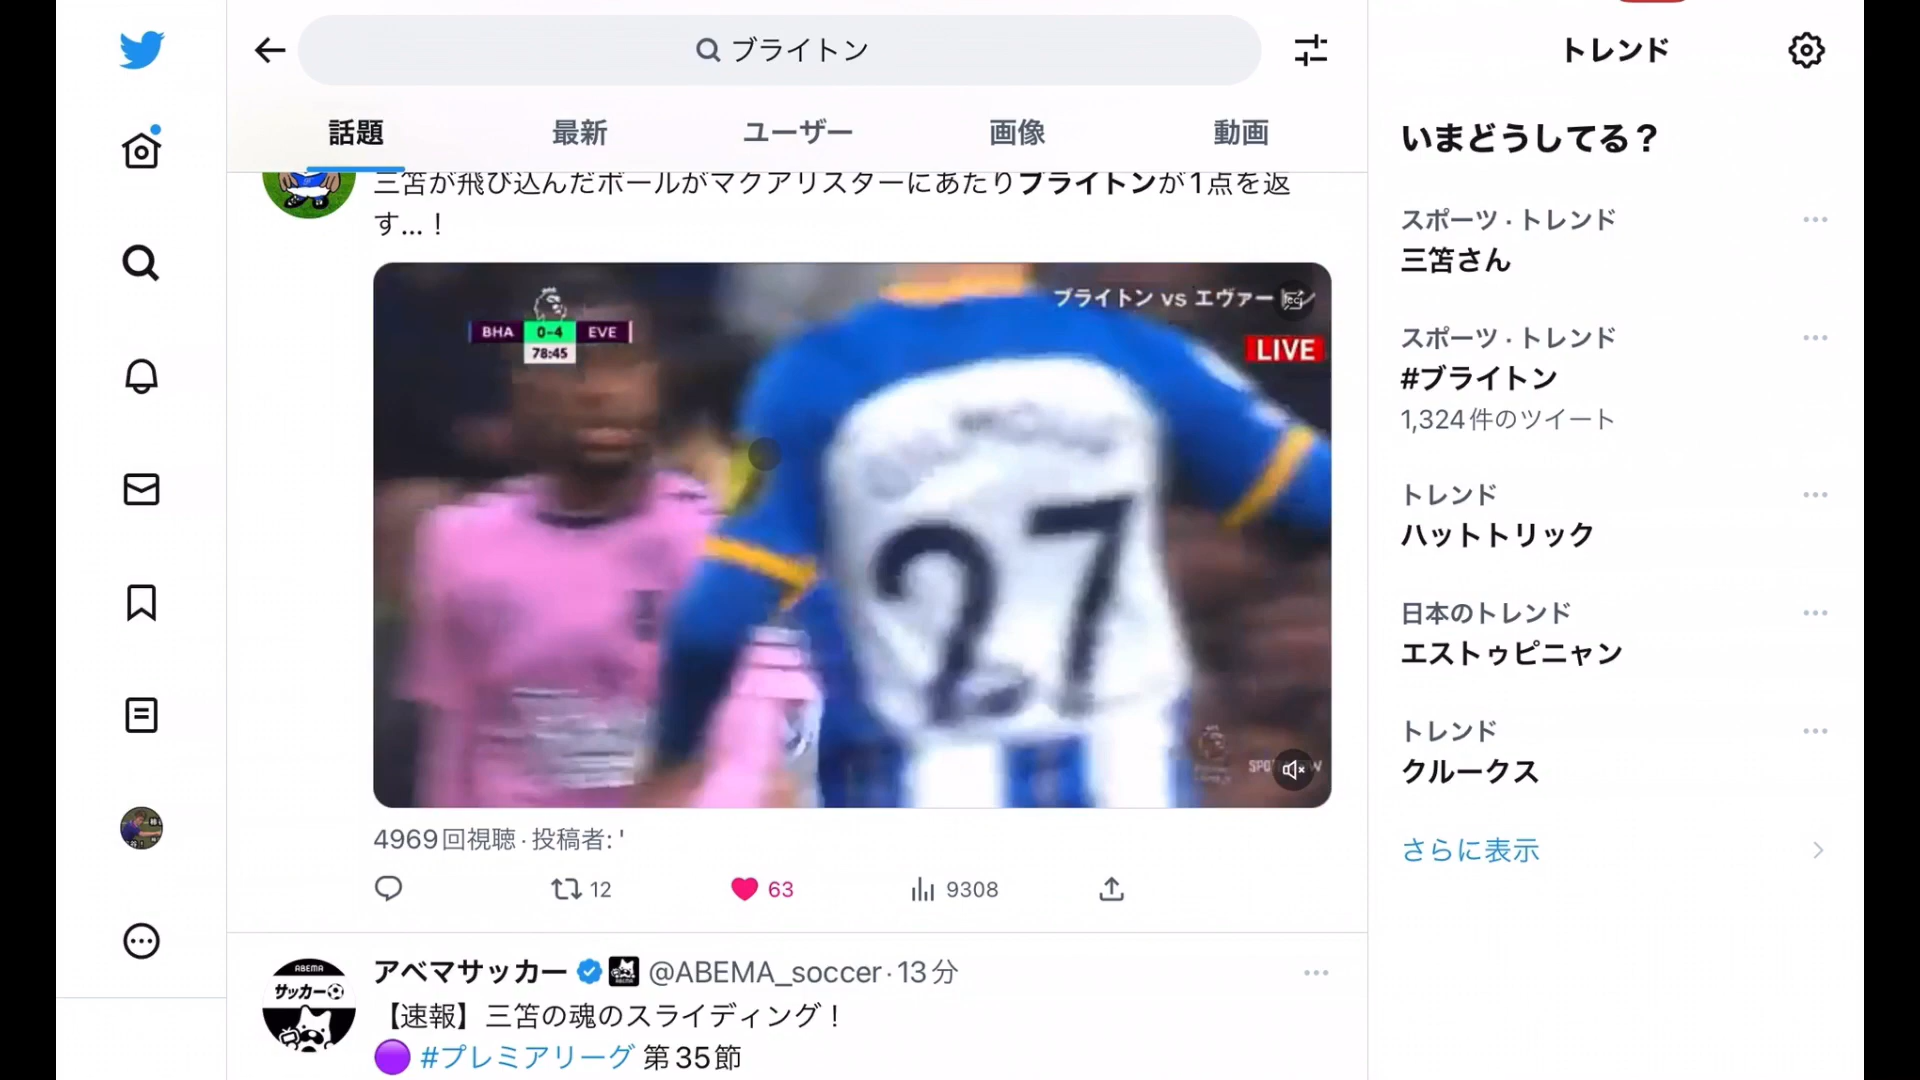 ブライトン
トレンド
話題
最新
ユーザー
画像
動画
三笘が飛び込んだボールがマクアリスターにあたりブライトンが1点を返
す...！
BHA 0-4 EVE
78:45
ブライトン vs エヴァー
LIVE
27
4969回視聴 · 投稿者: '
12
63
9308
アベマサッカー @ABEMA_soccer · 13分
ABEMA
サッカー
【速報】三笘の魂のスライディング！
#プレミアリーグ 第35節
いまどうしてる？
スポーツ · トレンド
三笘さん
スポーツ · トレンド
#ブライトン
1,324件のツイート
トレンド
ハットトリック
日本のトレンド
エストゥピニャン
トレンド
クルークス
さらに表示